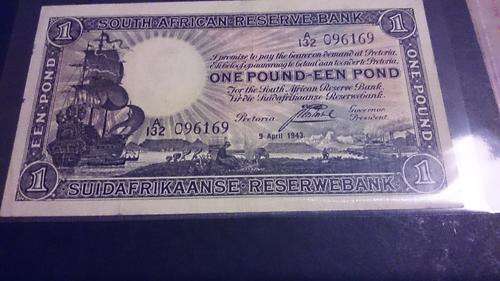 1 SOUTH AFRICAN RESERVE BANK 1
A/132 096169
I promise to pay the bearer on demand at Pretoria
ONE POUND-EEN POND
For the South African Reserve Bank
Vir die Suidafrikaanse Reserwebank.
Pretoria
Governor
President
A/132 096169
9 April 1943
EEN·POND·
·ONE·POUND·
1 SUIDAFRIKAANSE RESERWEBANK 1